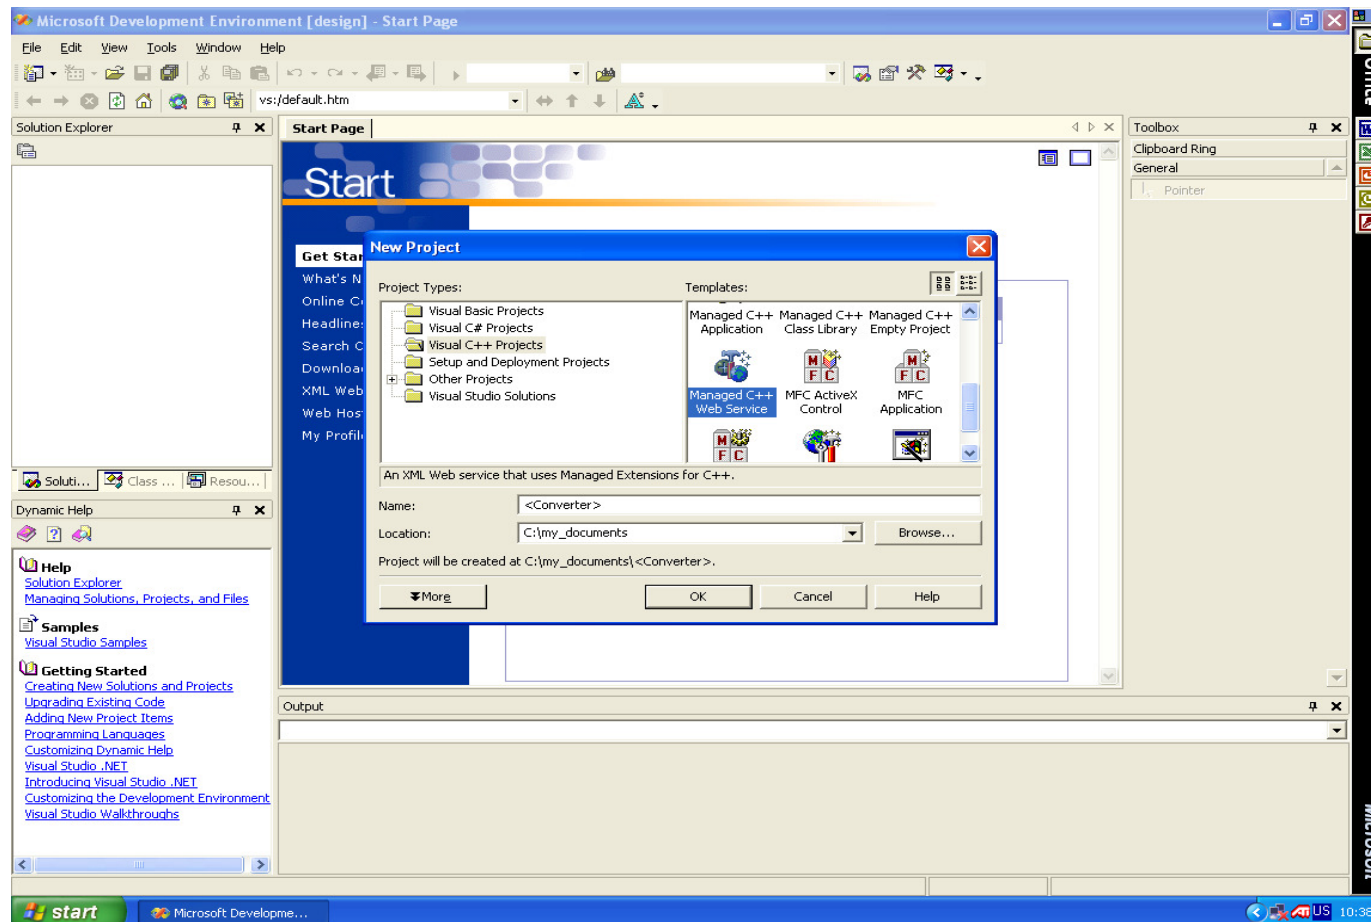 Microsoft Development Environment [design] - Start Page
File Edit View Tools Window Help
vs:/default.htm
Solution Explorer
Soluti...
Class ...
Resou...
Dynamic Help
Help
Solution Explorer
Managing Solutions, Projects, and Files
Samples
Visual Studio Samples
Getting Started
Creating New Solutions and Projects
Upgrading Existing Code
Adding New Project Items
Programming Languages
Customizing Dynamic Help
Visual Studio .NET
Introducing Visual Studio .NET
Customizing the Development Environment
Visual Studio Walkthroughs
Start Page
Start
Get Star
What's N
Online C
Headline
Search C
Downloa
XML Web
Web Hos
My Profil
New Project
Project Types:
Visual Basic Projects
Visual C# Projects
Visual C++ Projects
Setup and Deployment Projects
Other Projects
Visual Studio Solutions
Templates:
Managed C++ Application
Managed C++ Class Library
Managed C++ Empty Project
Managed C++ Web Service
MFC ActiveX Control
MFC Application
An XML Web service that uses Managed Extensions for C++.
Name:
<Converter>
Location:
C:\my_documents
Browse...
Project will be created at C:\my_documents\<Converter>.
More
OK
Cancel
Help
Toolbox
Clipboard Ring
General
Pointer
Output
start
Microsoft Developme...
US
10:38